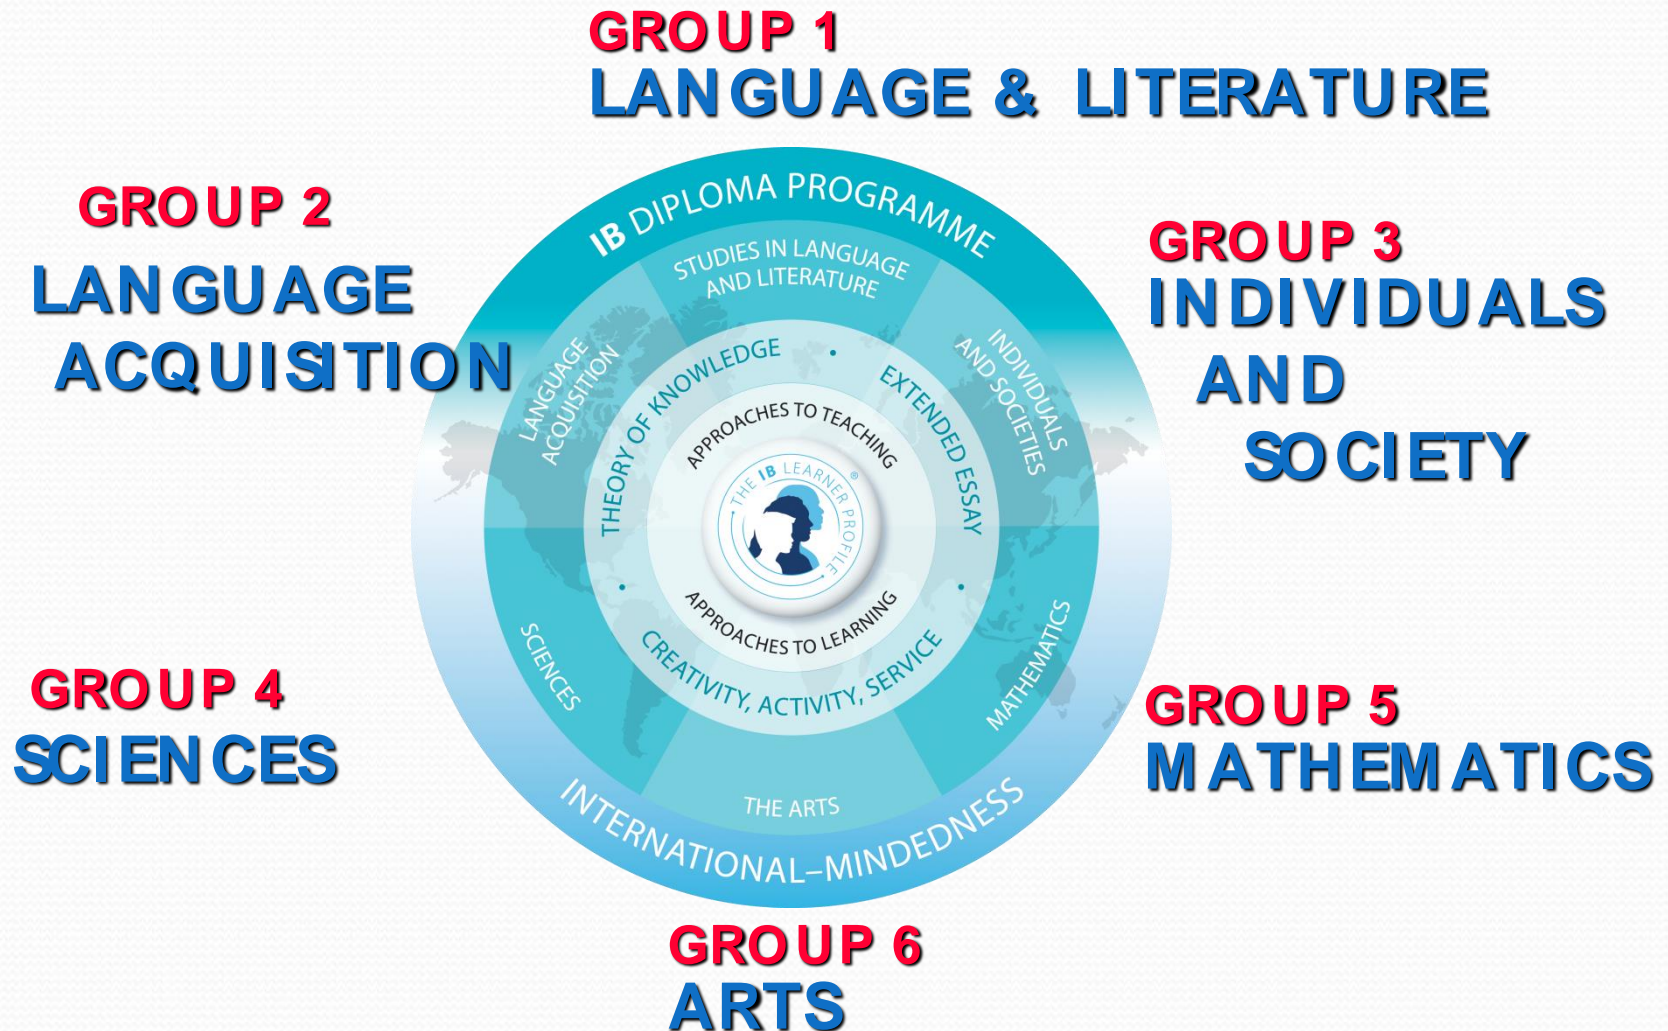 GROUP 1
LANGUAGE & LITERATURE
GROUP 2
LANGUAGE
ACQUISITION
GROUP 3
INDIVIDUALS
AND
SOCIETY
IB DIPLOMA PROGRAMME
STUDIES IN LANGUAGE
AND LITERATURE
LANGUAGE
ACQUISITION
INDIVIDUALS
AND SOCIETIES
THEORY OF KNOWLEDGE
EXTENDED ESSAY
APPROACHES TO TEACHING
THE IB LEARNER PROFILE ®
APPROACHES TO LEARNING
CREATIVITY, ACTIVITY, SERVICE
SCIENCES
MATHEMATICS
THE ARTS
INTERNATIONAL–MINDEDNESS
GROUP 4
SCIENCES
GROUP 5
MATHEMATICS
GROUP 6
ARTS